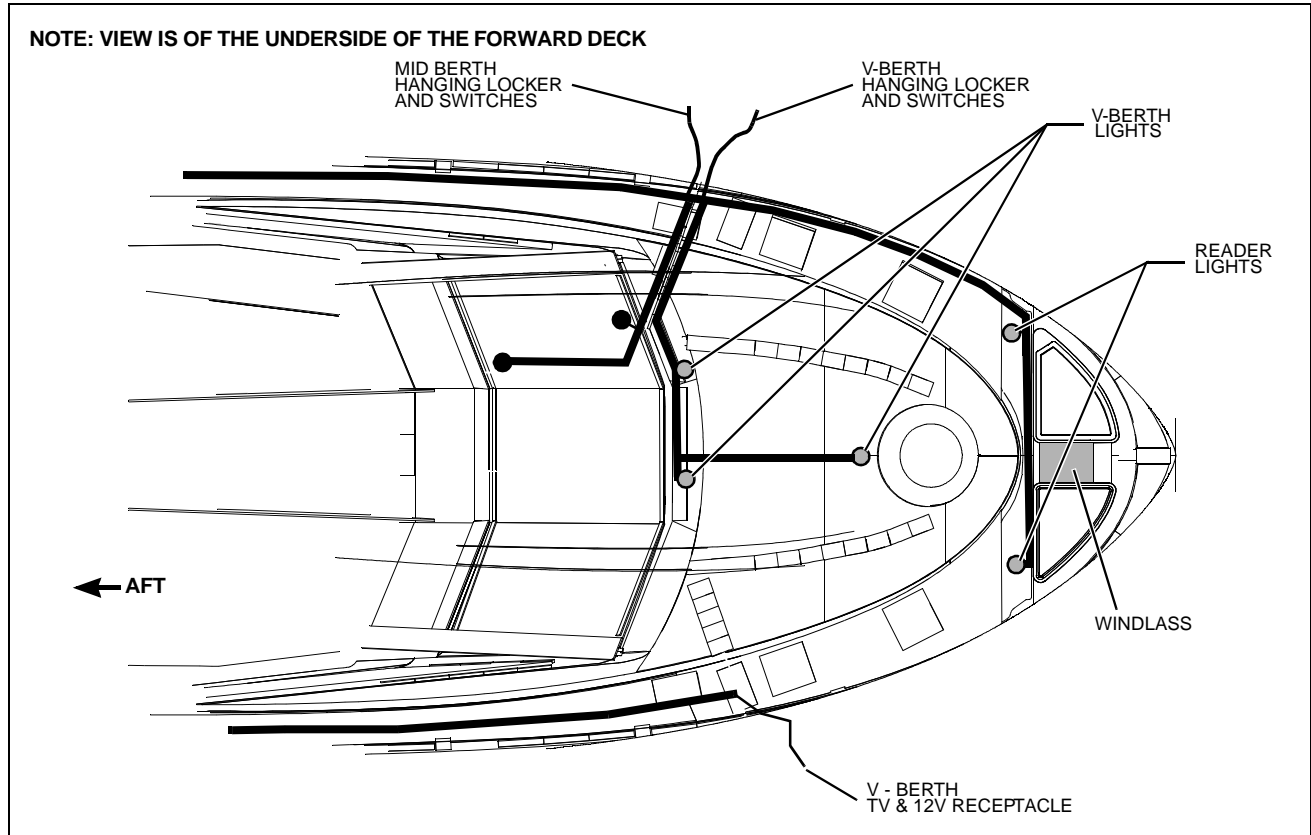 NOTE: VIEW IS OF THE UNDERSIDE OF THE FORWARD DECK
MID BERTH
HANGING LOCKER
AND SWITCHES
V-BERTH
HANGING LOCKER
AND SWITCHES
V-BERTH
LIGHTS
READER
LIGHTS
AFT
WINDLASS
V - BERTH
TV & 12V RECEPTACLE